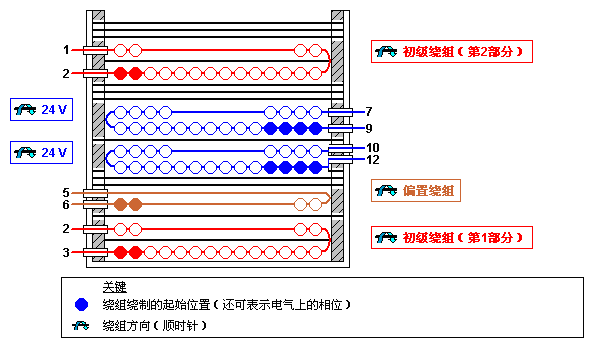 1
初级绕组（第2部分）
2
24 V
7
9
24 V
10
12
5
偏置绕组
6
2
初级绕组（第1部分）
3
关键
绕组绕制的起始位置（还可表示电气上的相位）
绕组方向（顺时针）